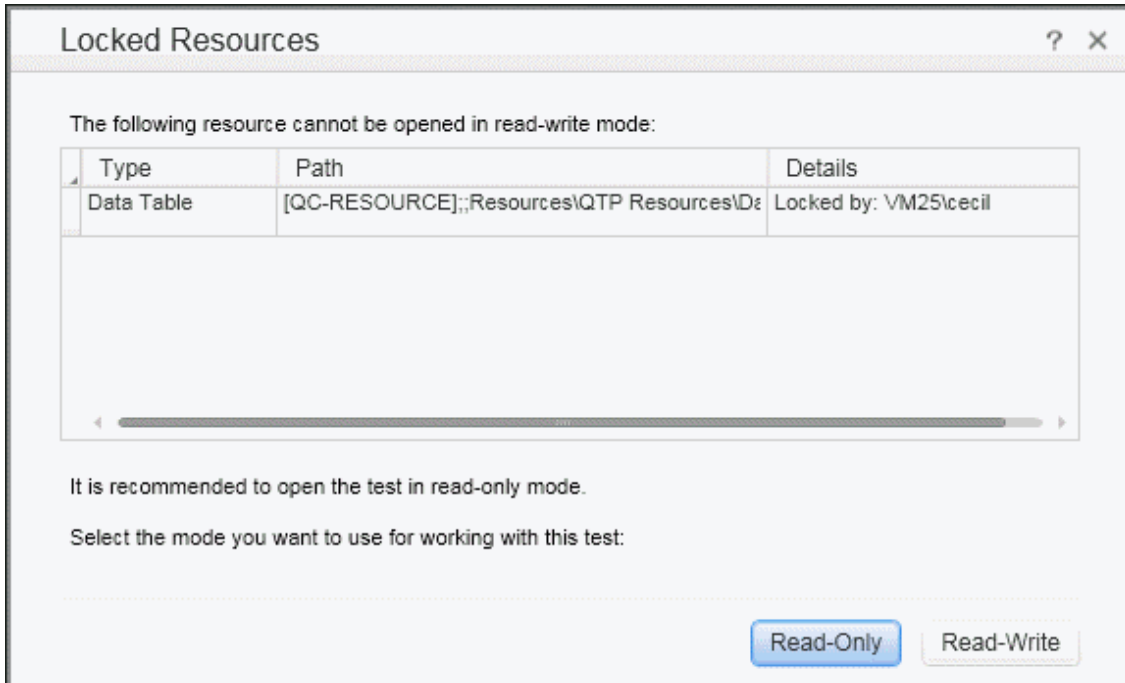 Locked Resources ?
The following resource cannot be opened in read-write mode:
Type Path Details
Data Table [QC-RESOURCE];;Resources\QTP Resources\Da Locked by: VM25\cecil
It is recommended to open the test in read-only mode.
Select the mode you want to use for working with this test:
Read-Only Read-Write